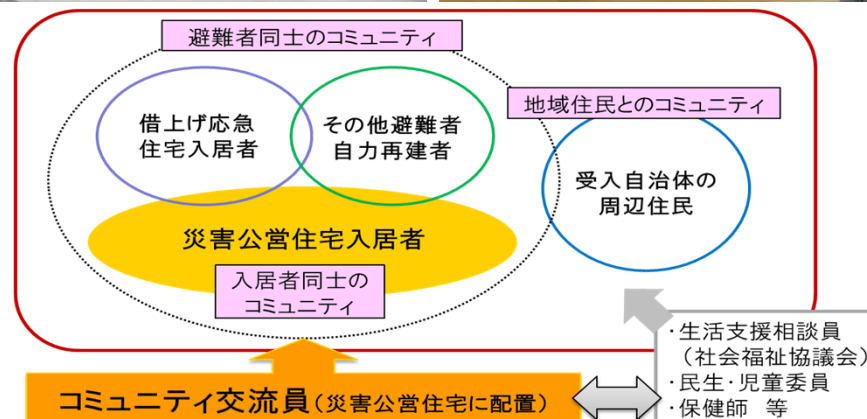 避難者同士のコミュニティ
地域住民とのコミュニティ
借上げ応急
住宅入居者
その他避難者
自力再建者
受入自治体の
周辺住民
災害公営住宅入居者
入居者同士の
コミュニティ
コミュニティ交流員(災害公営住宅に配置)
・生活支援相談員
(社会福祉協議会)
・民生・児童委員
・保健師 等